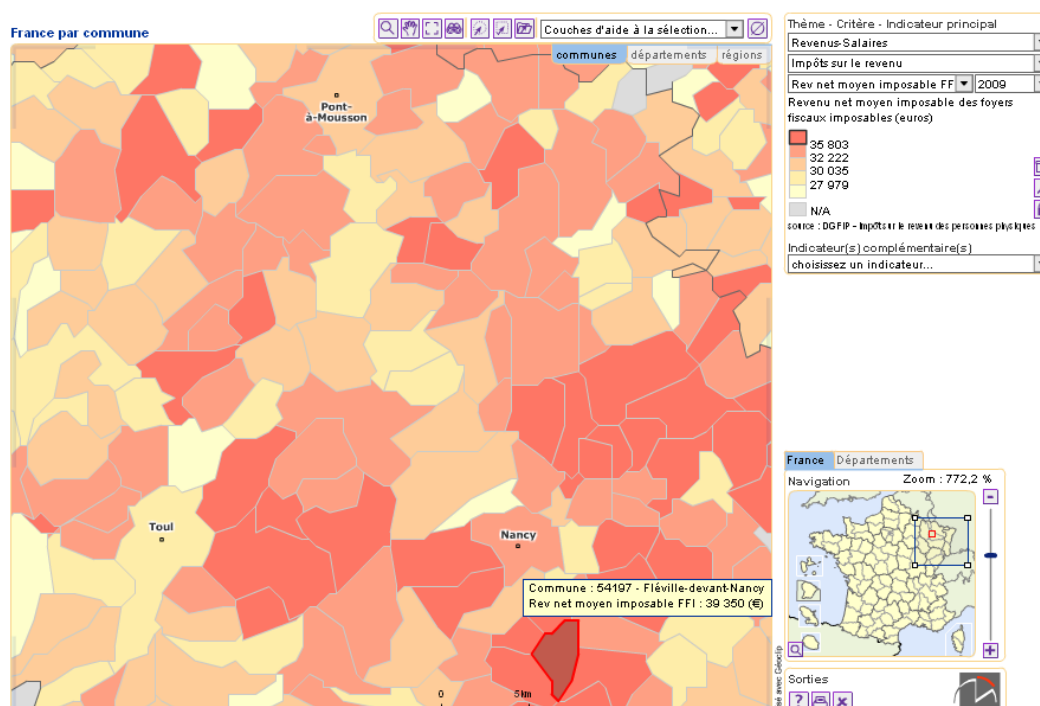 France par commune
Couches d'aide à la sélection...
communes départements régions
Pont-
à-Mousson
Toul
Nancy
Commune : 54197 - Fléville-devant-Nancy
Rev net moyen imposable FFI : 39 350 (€)
0 5km
Thème - Critère - Indicateur principal
Revenus-Salaires
Impôts sur le revenu
Rev net moyen imposable FF 2009
Revenu net moyen imposable des foyers
fiscaux imposables (euros)
35 803
32 222
30 035
27 979
N/A
source : DGFIP - Impôts sur le revenu des personnes physiques
Indicateur(s) complémentaire(s)
choisissez un indicateur...
France Départements
Navigation Zoom : 772,2 %
avec Géoclip
Sorties